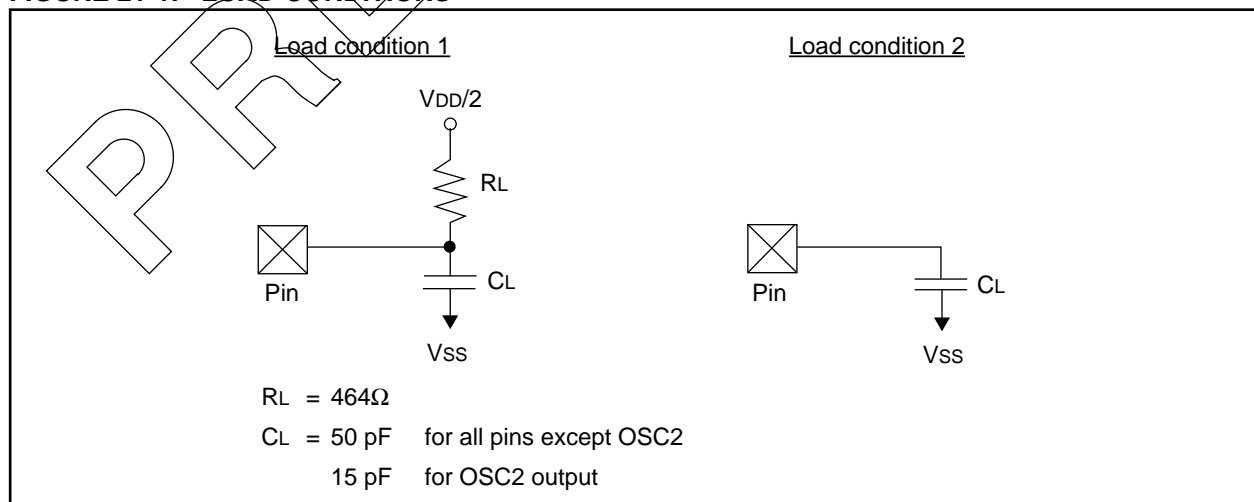 Load condition 1
Load condition 2
VDD/2
RL
Pin
CL
VSS
Pin
CL
VSS
RL = 464Ω
CL = 50 pF for all pins except OSC2
15 pF for OSC2 output
PR